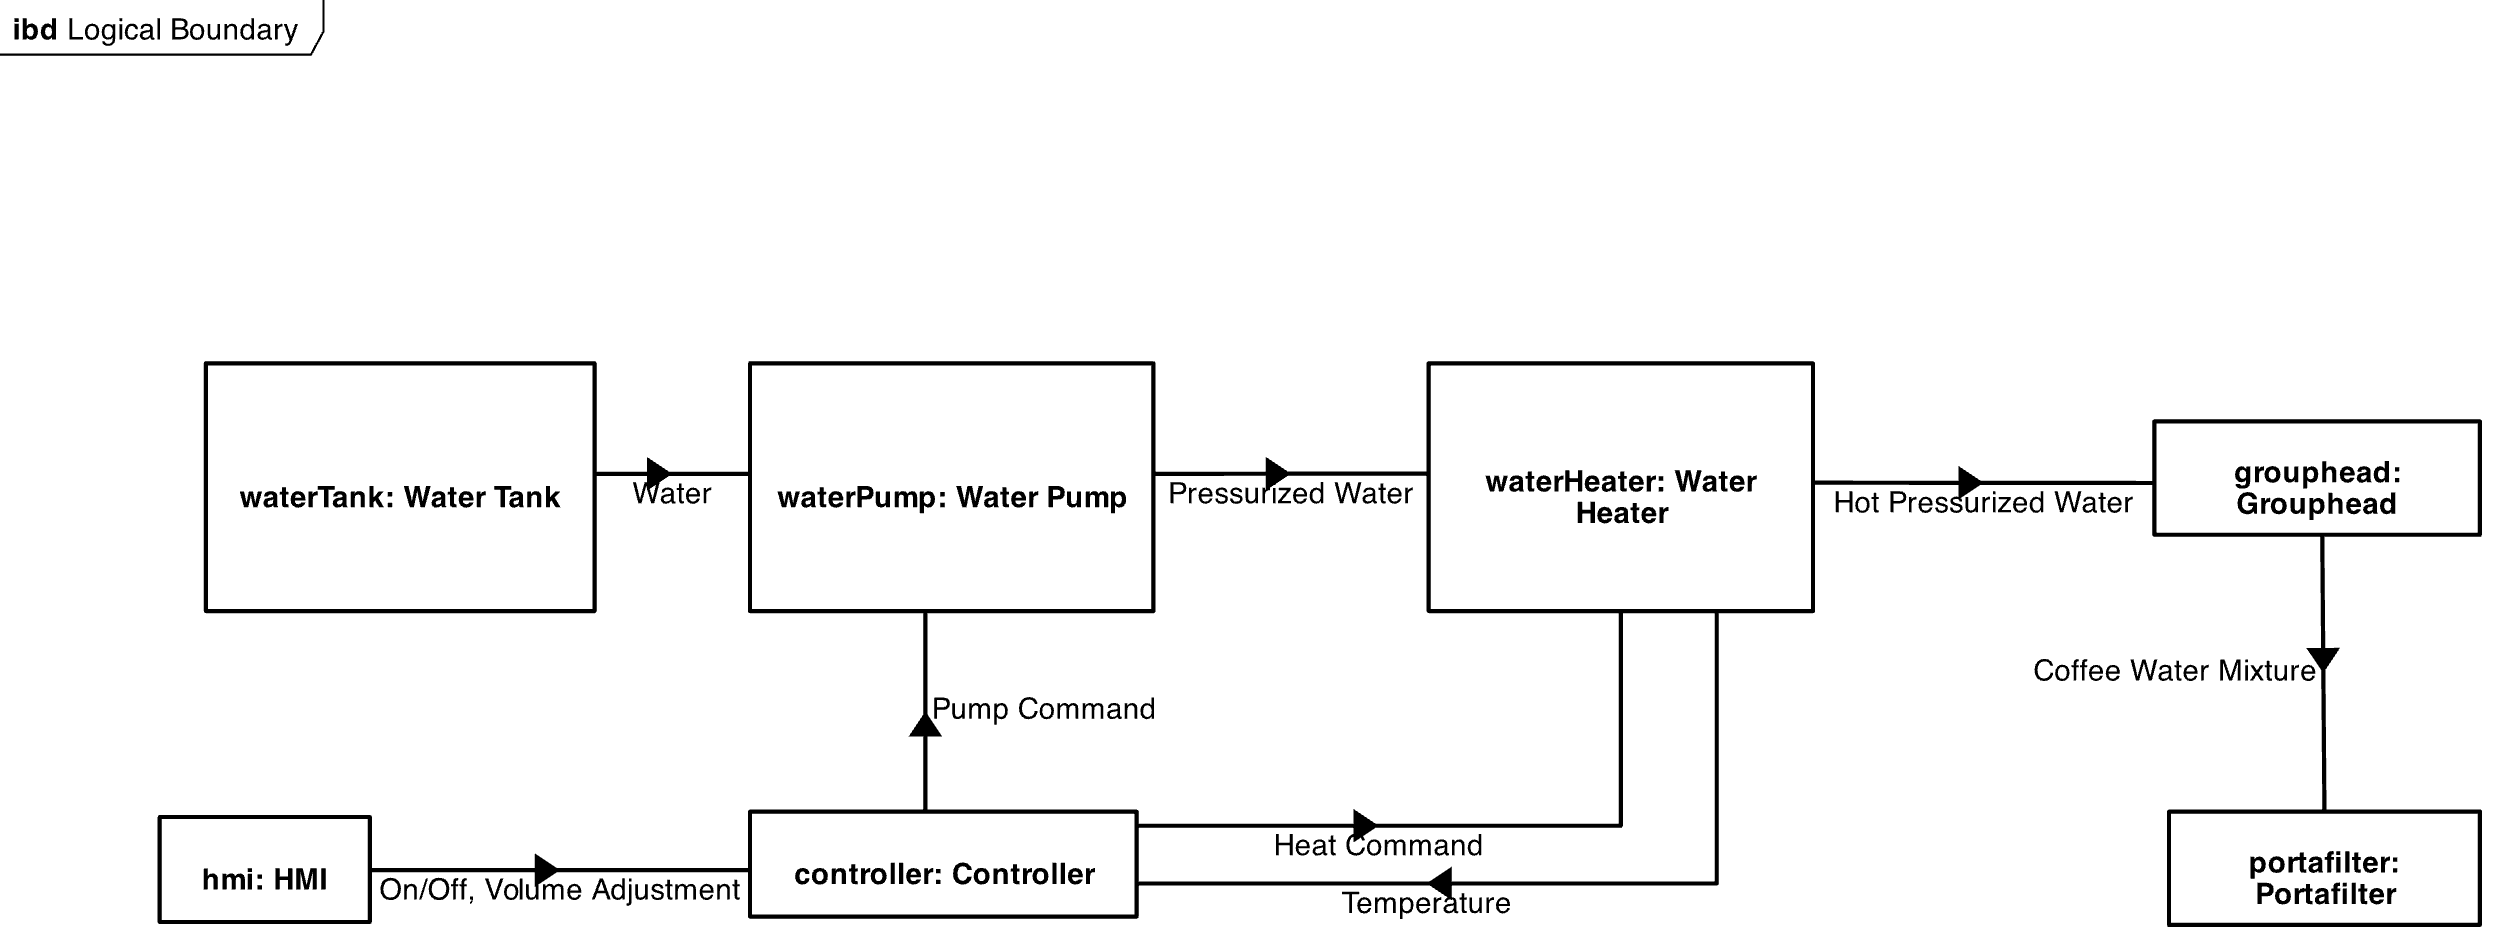 ibd Logical Boundary
waterTank: Water Tank
Water
waterPump: Water Pump
Pressurized Water
waterHeater: Water
Heater
Hot Pressurized Water
grouphead:
Grouphead
Coffee Water Mixture
Pump Command
hmi: HMI
On/Off, Volume Adjustment
controller: Controller
Heat Command
Temperature
portafilter:
Portafilter